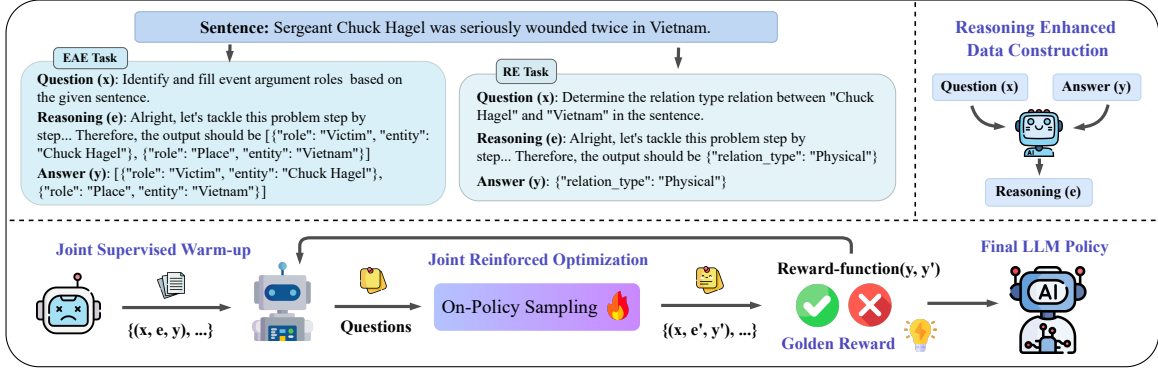 Sentence: Sergeant Chuck Hagel was seriously wounded twice in Vietnam.
EAE Task
Question (x): Identify and fill event argument roles based on
the given sentence.
Reasoning (e): Alright, let's tackle this problem step by
step... Therefore, the output should be [{"role": "Victim", "entity":
"Chuck Hagel"}, {"role": "Place", "entity": "Vietnam"}]
Answer (y): [{"role": "Victim", "entity": "Chuck Hagel"},
{"role": "Place", "entity": "Vietnam"}]
RE Task
Question (x): Determine the relation type relation between "Chuck
Hagel" and "Vietnam" in the sentence.
Reasoning (e): Alright, let's tackle this problem step by
step... Therefore, the output should be {"relation_type": "Physical"}
Answer (y): {"relation_type": "Physical"}
Reasoning Enhanced
Data Construction
Question (x)
Answer (y)
AI
Reasoning (e)
Joint Supervised Warm-up
{(x, e, y), ...}
Questions
Joint Reinforced Optimization
On-Policy Sampling
{(x, e', y'), ...}
Reward-function(y, y')
Golden Reward
Final LLM Policy
AI